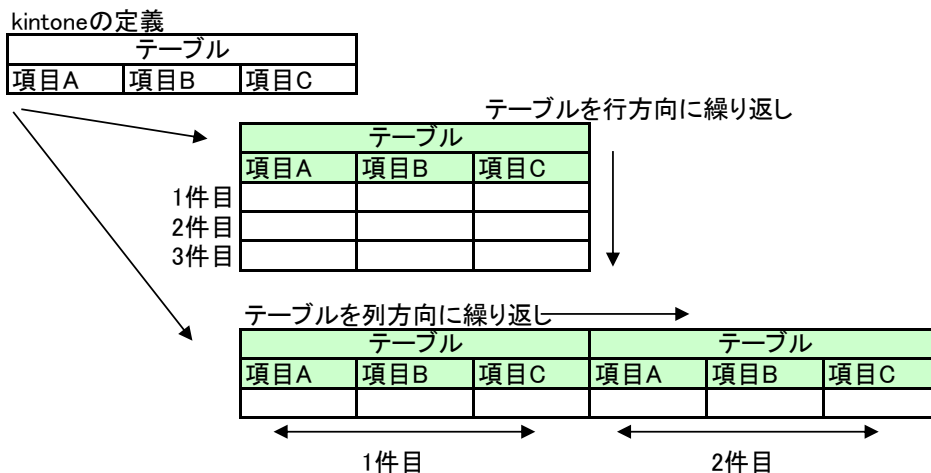 kintoneの定義
テーブル
項目A 項目B 項目C
テーブルを行方向に繰り返し
テーブル
項目A 項目B 項目C
1件目
2件目
3件目
テーブルを列方向に繰り返し
テーブル テーブル
項目A 項目B 項目C 項目A 項目B 項目C
1件目 2件目